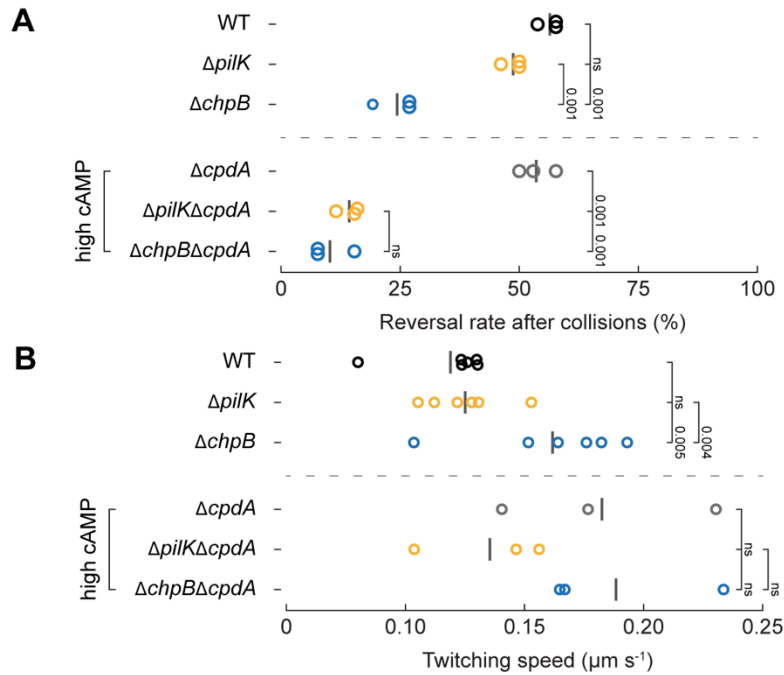 A
WT
ΔpilK
ΔchpB
ns
0.001
0.001
high cAMP
ΔcpdA
ΔpilKΔcpdA
ΔchpBΔcpdA
ns
0.001
0.001
0 25 50 75 100
Reversal rate after collisions (%)
B
WT
ΔpilK
ΔchpB
ns
0.005
0.004
high cAMP
ΔcpdA
ΔpilKΔcpdA
ΔchpBΔcpdA
ns
ns
ns
0 0.10 0.15 0.20 0.25
Twitching speed (μm s⁻¹)